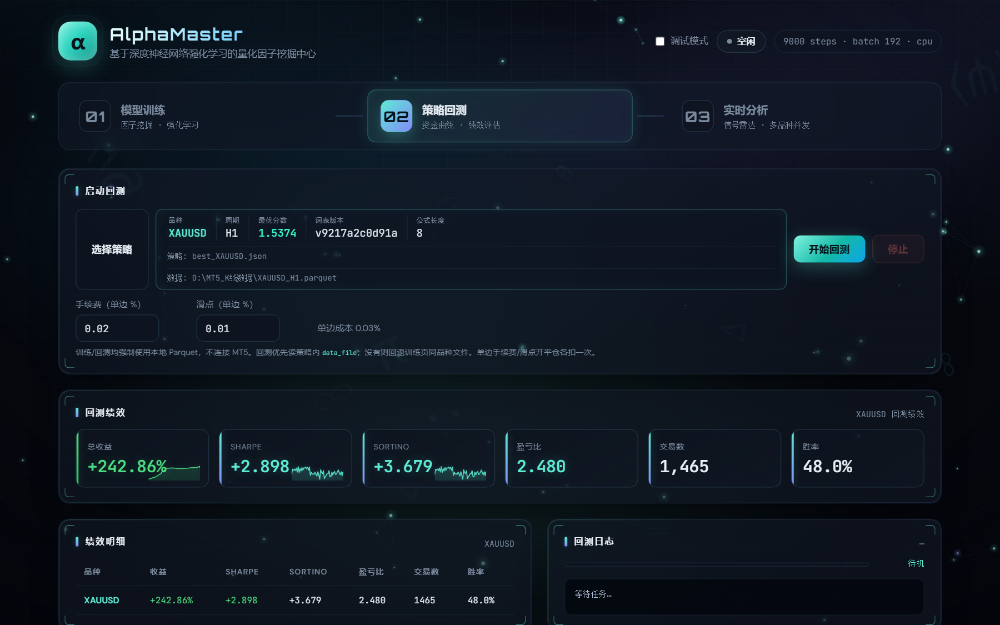 α
AlphaMaster
基于深度神经网络强化学习的量化因子挖掘中心
调试模式
空闲
9000 steps · batch 192 · cpu
01
模型训练
因子挖掘 · 强化学习
02
策略回测
资金曲线 · 绩效评估
03
实时分析
信号雷达 · 多品种并发
启动回测
选择策略
品种 周期 最优分数 词表版本 公式长度
XAUUSD H1 1.5374 v9217a2c0d91a 8
策略: best_XAUUSD.json
数据: D:\MT5_K线数据\XAUUSD_H1.parquet
开始回测
停止
手续费 (单边 %) 滑点 (单边 %)
0.02 0.01 单边成本 0.03%
训练/回测均强制使用本地 Parquet，不连接 MT5。回测优先读策略内 data_file；没有则回退训练页同品种文件。单边手续费/滑点开平仓各扣一次。
回测绩效
XAUUSD 回测绩效
总收益
+242.86%
SHARPE
+2.898
SORTINO
+3.679
盈亏比
2.480
交易数
1,465
胜率
48.0%
绩效明细
XAUUSD
品种 收益 SHARPE SORTINO 盈亏比 交易数 胜率
XAUUSD +242.86% +2.898 +3.679 2.480 1465 48.0%
回测日志
—
待机
等待任务…